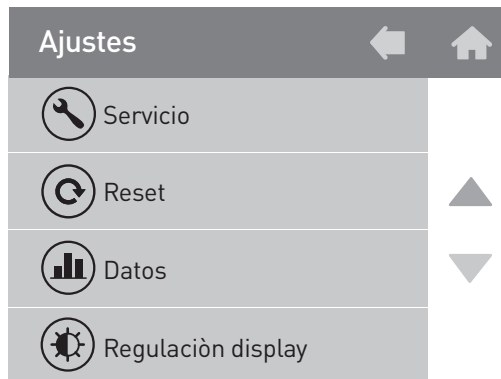 Ajustes
Servicio
Reset
Datos
Regulaciòn display